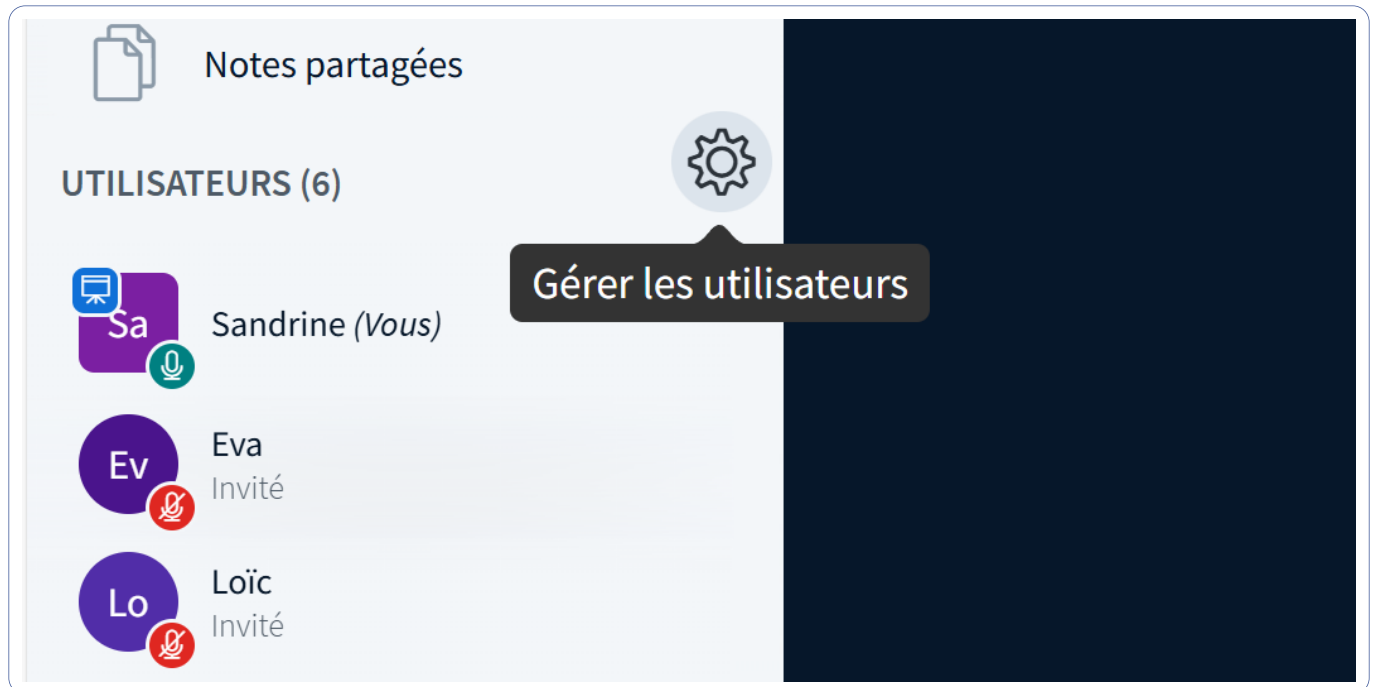 Notes partagées
UTILISATEURS (6)
Gérer les utilisateurs
Sa
Sandrine (Vous)
Ev
Eva
Invité
Lo
Loïc
Invité